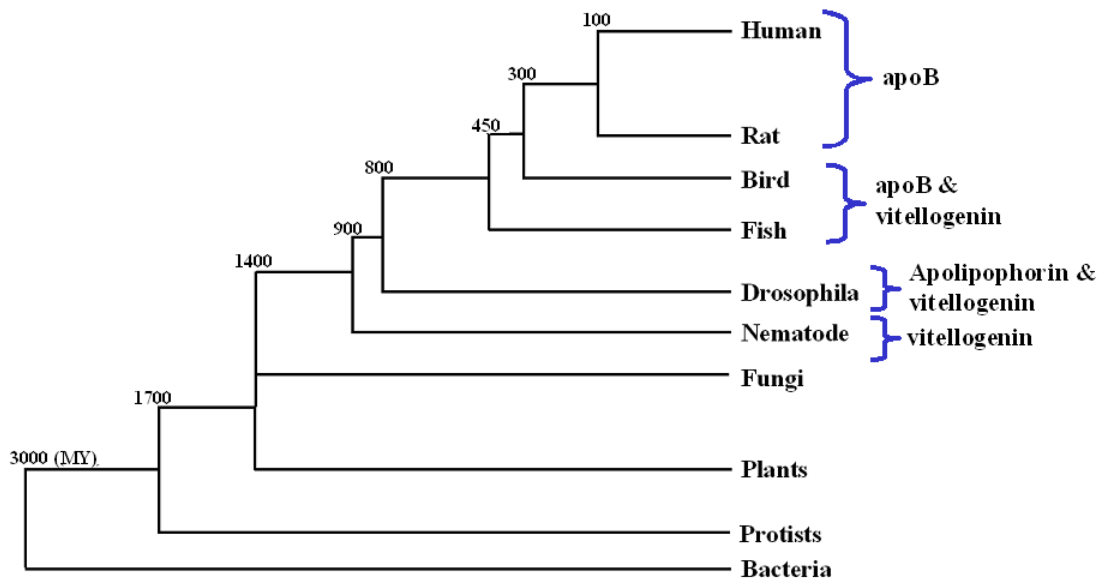 100
Human
300
apoB
450
Rat
800
Bird
apoB &
vitellogenin
900
Fish
1400
Apolipophorin &
Drosophila
vitellogenin
Nematode
vitellogenin
Fungi
1700
3000 (MY)
Plants
Protists
Bacteria